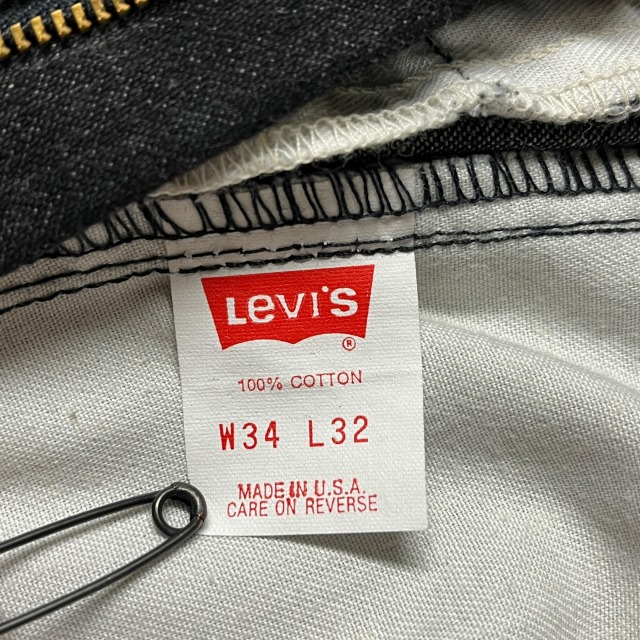 Levi's
®
100% COTTON
W34 L32
MADE IN U.S.A.
CARE ON REVERSE